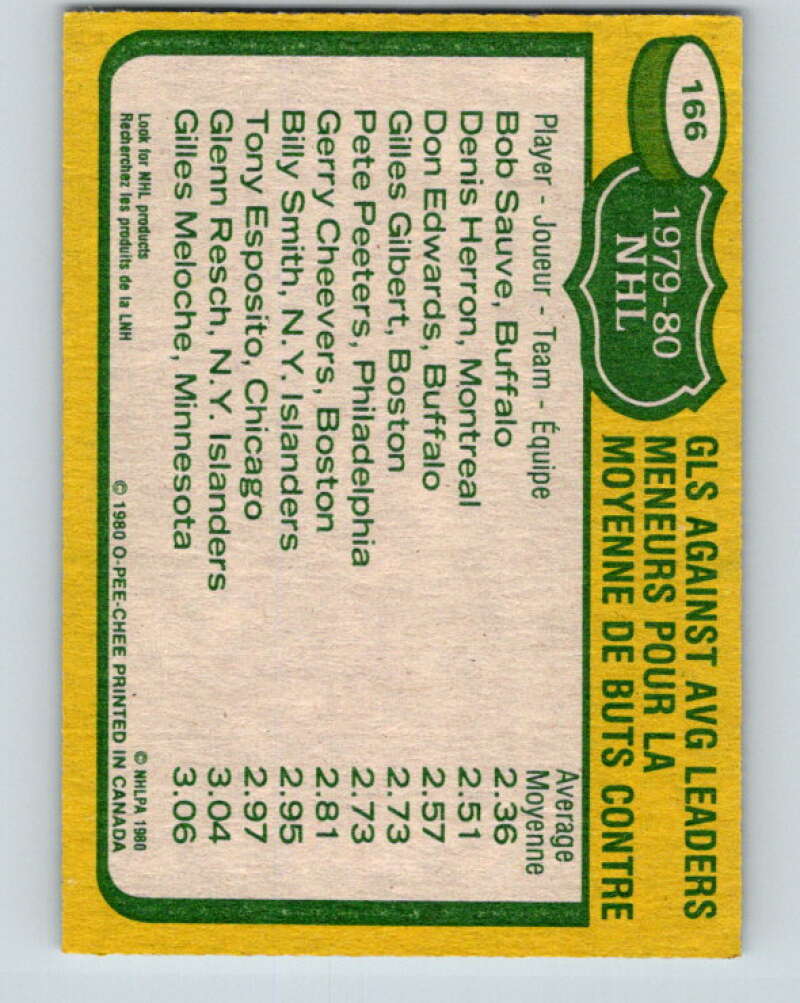 166
1979-80
NHL
GLS AGAINST AVG LEADERS
MENEURS POUR LA
MOYENNE DE BUTS CONTRE
Player - Joueur - Team - Équipe Average
Moyenne
Bob Sauve, Buffalo 2.36
Denis Herron, Montreal 2.51
Don Edwards, Buffalo 2.57
Gilles Gilbert, Boston 2.73
Pete Peeters, Philadelphia 2.73
Gerry Cheevers, Boston 2.81
Billy Smith, N.Y. Islanders 2.95
Tony Esposito, Chicago 2.97
Glenn Resch, N.Y. Islanders 3.04
Gilles Meloche, Minnesota 3.06
Look for NHL products © NHLPA 1980
Recherchez les produits de la LNH © 1980 O-PEE-CHEE PRINTED IN CANADA